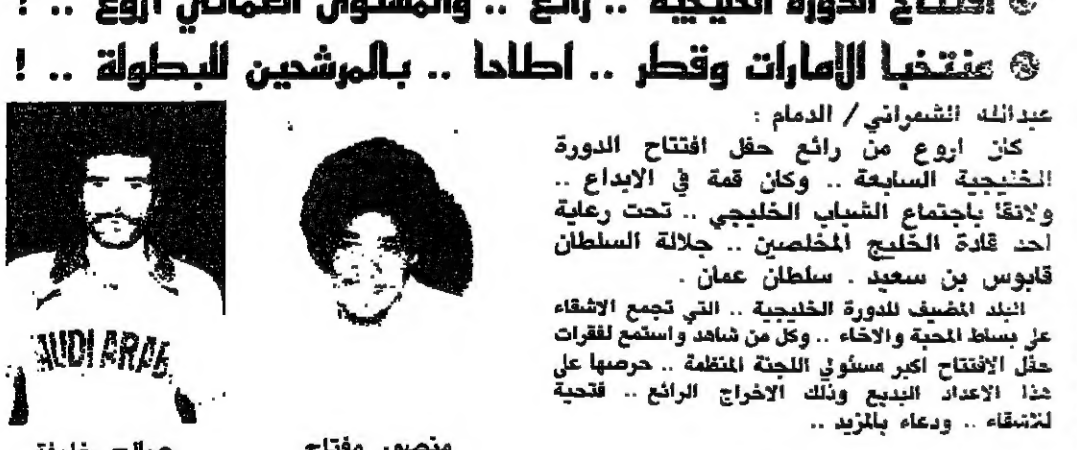 افتتاح الدورة الخليجية .. رائع .. والمستوى العماني اروع .. !
منتخبا الإمارات وقطر .. اطاحا .. بالمرشحين للبطولة .. !
عبدالله الشمراني / الدمام :
كان اروع من رائع حفل افتتاح الدورة
الخليجية السابعة .. وكان قمة في الابداع ..
ولائقا باجتماع الشباب الخليجي .. تحت رعاية
احد قادة الخليج المخلصين .. جلالة السلطان
قابوس بن سعيد . سلطان عمان .
البلد المضيف للدورة الخليجية .. التي تجمع الاشقاء
على بساط المحبة والاخاء .. وكل من شاهد واستمع لفقرات
حفل الافتتاح اكبر مسئولي اللجنة المنظمة .. حرصها على
هذا الاعداد البديع وذلك الاخراج الرائع .. فتحية
للاشقاء .. ودعاء بالمزيد ..
AUDI ARAB
منصور مفتاح
صالح خليفة